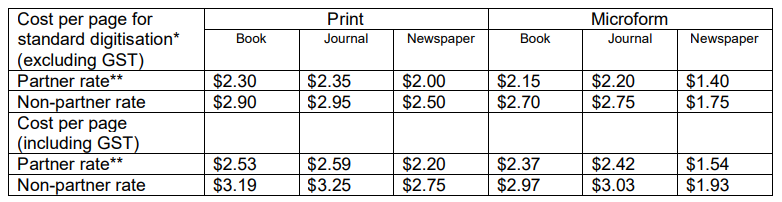 Cost per page for Print Microform
standard digitisation* Book Journal Newspaper Book Journal Newspaper
(excluding GST)
Partner rate** $2.30 $2.35 $2.00 $2.15 $2.20 $1.40
Non-partner rate $2.90 $2.95 $2.50 $2.70 $2.75 $1.75
Cost per page
(including GST)
Partner rate** $2.53 $2.59 $2.20 $2.37 $2.42 $1.54
Non-partner rate $3.19 $3.25 $2.75 $2.97 $3.03 $1.93